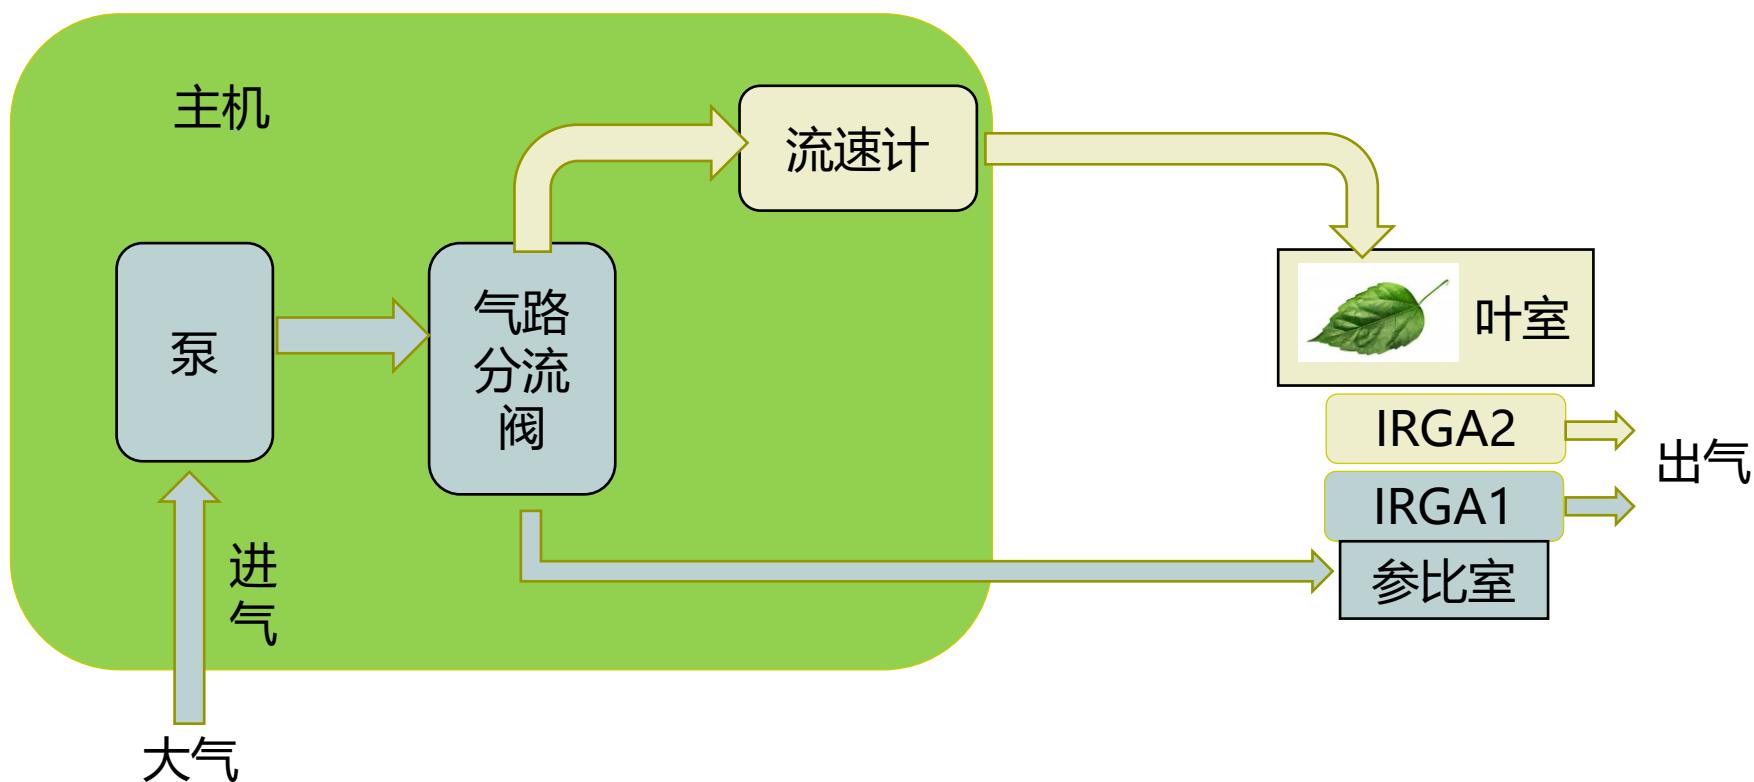 主机
流速计
泵
气路
分流
阀
叶室
IRGA2
出气
IRGA1
参比室
进
气
大气